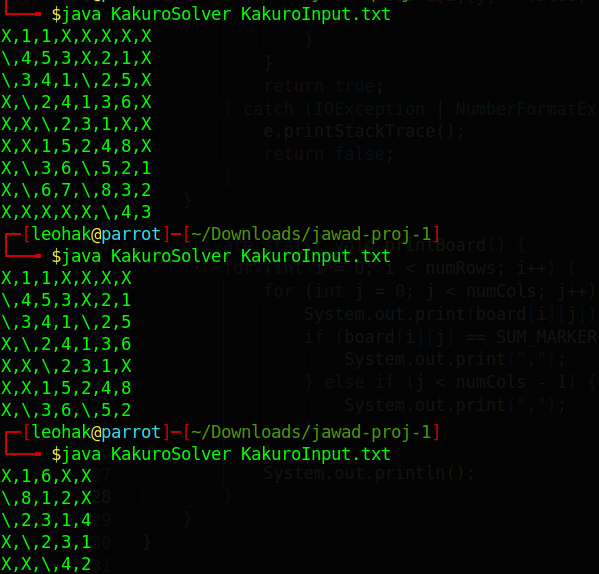 └──╼ $java KakuroSolver KakuroInput.txt
X,1,1,X,X,X,X,X
\,4,5,3,X,2,1,X
\,3,4,1,\,2,5,X
X,\,2,4,1,3,6,X
X,X,\,2,3,1,X,X
X,X,1,5,2,4,8,X
X,\,3,6,\,5,2,1
X,\,6,7,\,8,3,2
X,X,X,X,X,\,4,3
┌─[leohak@parrot]─[~/Downloads/jawad-proj-1]
└──╼ $java KakuroSolver KakuroInput.txt
X,1,1,X,X,X,X
\,4,5,3,X,2,1
\,3,4,1,\,2,5
X,\,2,4,1,3,6
X,X,\,2,3,1,X
X,X,1,5,2,4,8
X,\,3,6,\,5,2
┌─[leohak@parrot]─[~/Downloads/jawad-proj-1]
└──╼ $java KakuroSolver KakuroInput.txt
X,1,6,X,X
\,8,1,2,X
\,2,3,1,4
X,\,2,3,1
X,X,\,4,2
}
}
return true;
} catch (IOException | NumberFormatEx
e.printStackTrace();
return false;
}
}
printBoard() {
for (int i = 0; i < numRows; i++) {
for (int j = 0; j < numCols; j++)
System.out.print(board[i][j])
if (board[i][j] == SUM_MARKER
System.out.print(",");
} else if (j < numCols - 1) {
System.out.print(",");
27 System.out.println();
28 }
29 }
30 }
31